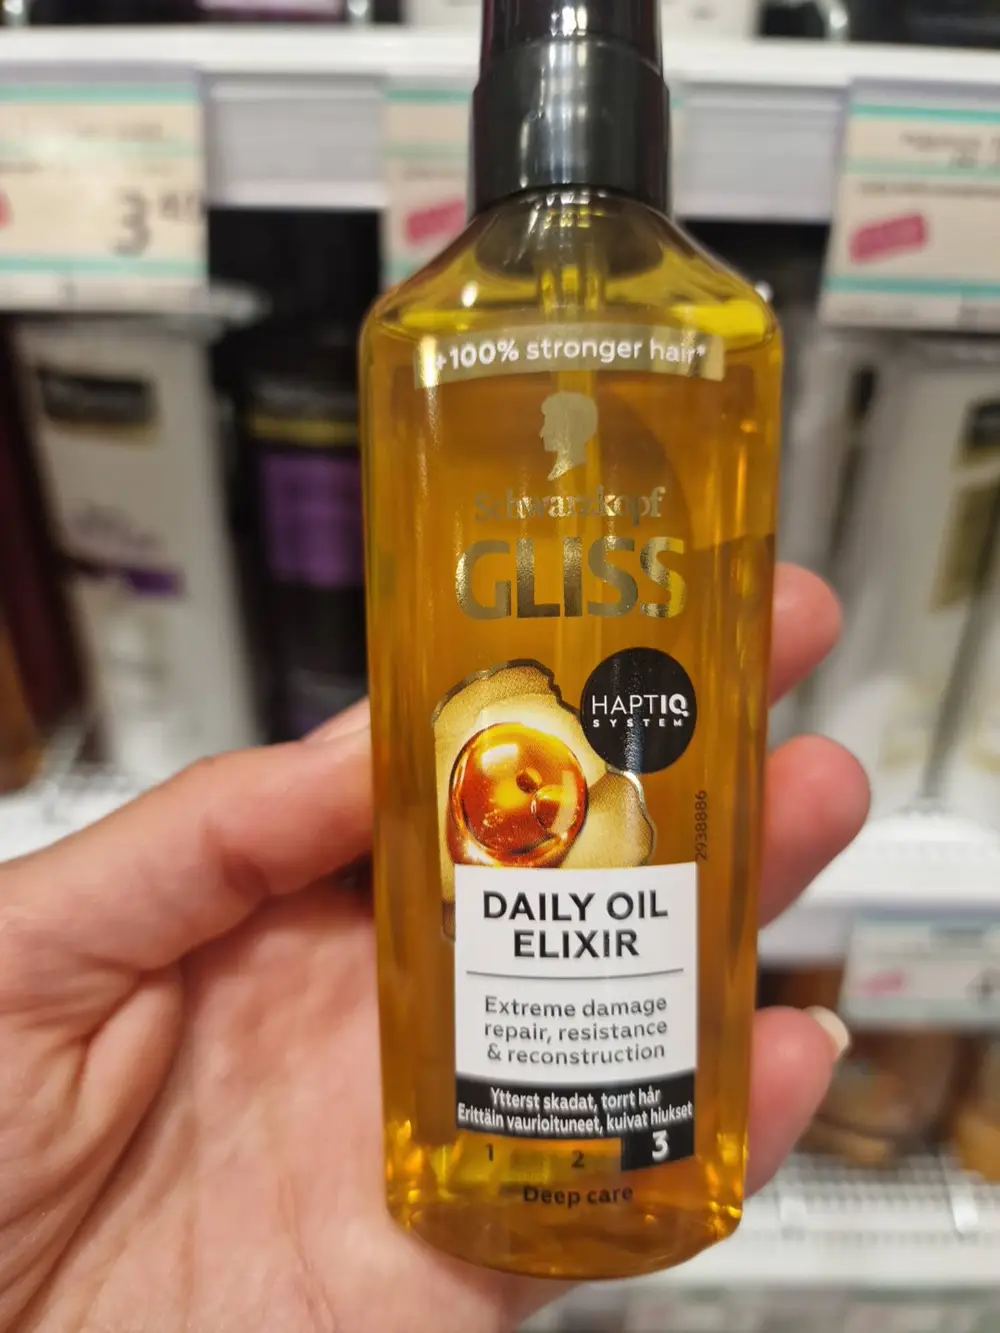 +100% stronger hair*
Schwarzkopf
GLISS
HAPTIQ
SYSTEM
2938886
DAILY OIL
ELIXIR
Extreme damage
repair, resistance
& reconstruction
Ytterst skadat, torrt hår
Erittäin vaurioituneet, kuivat hiukset
1 2 3
Deep care